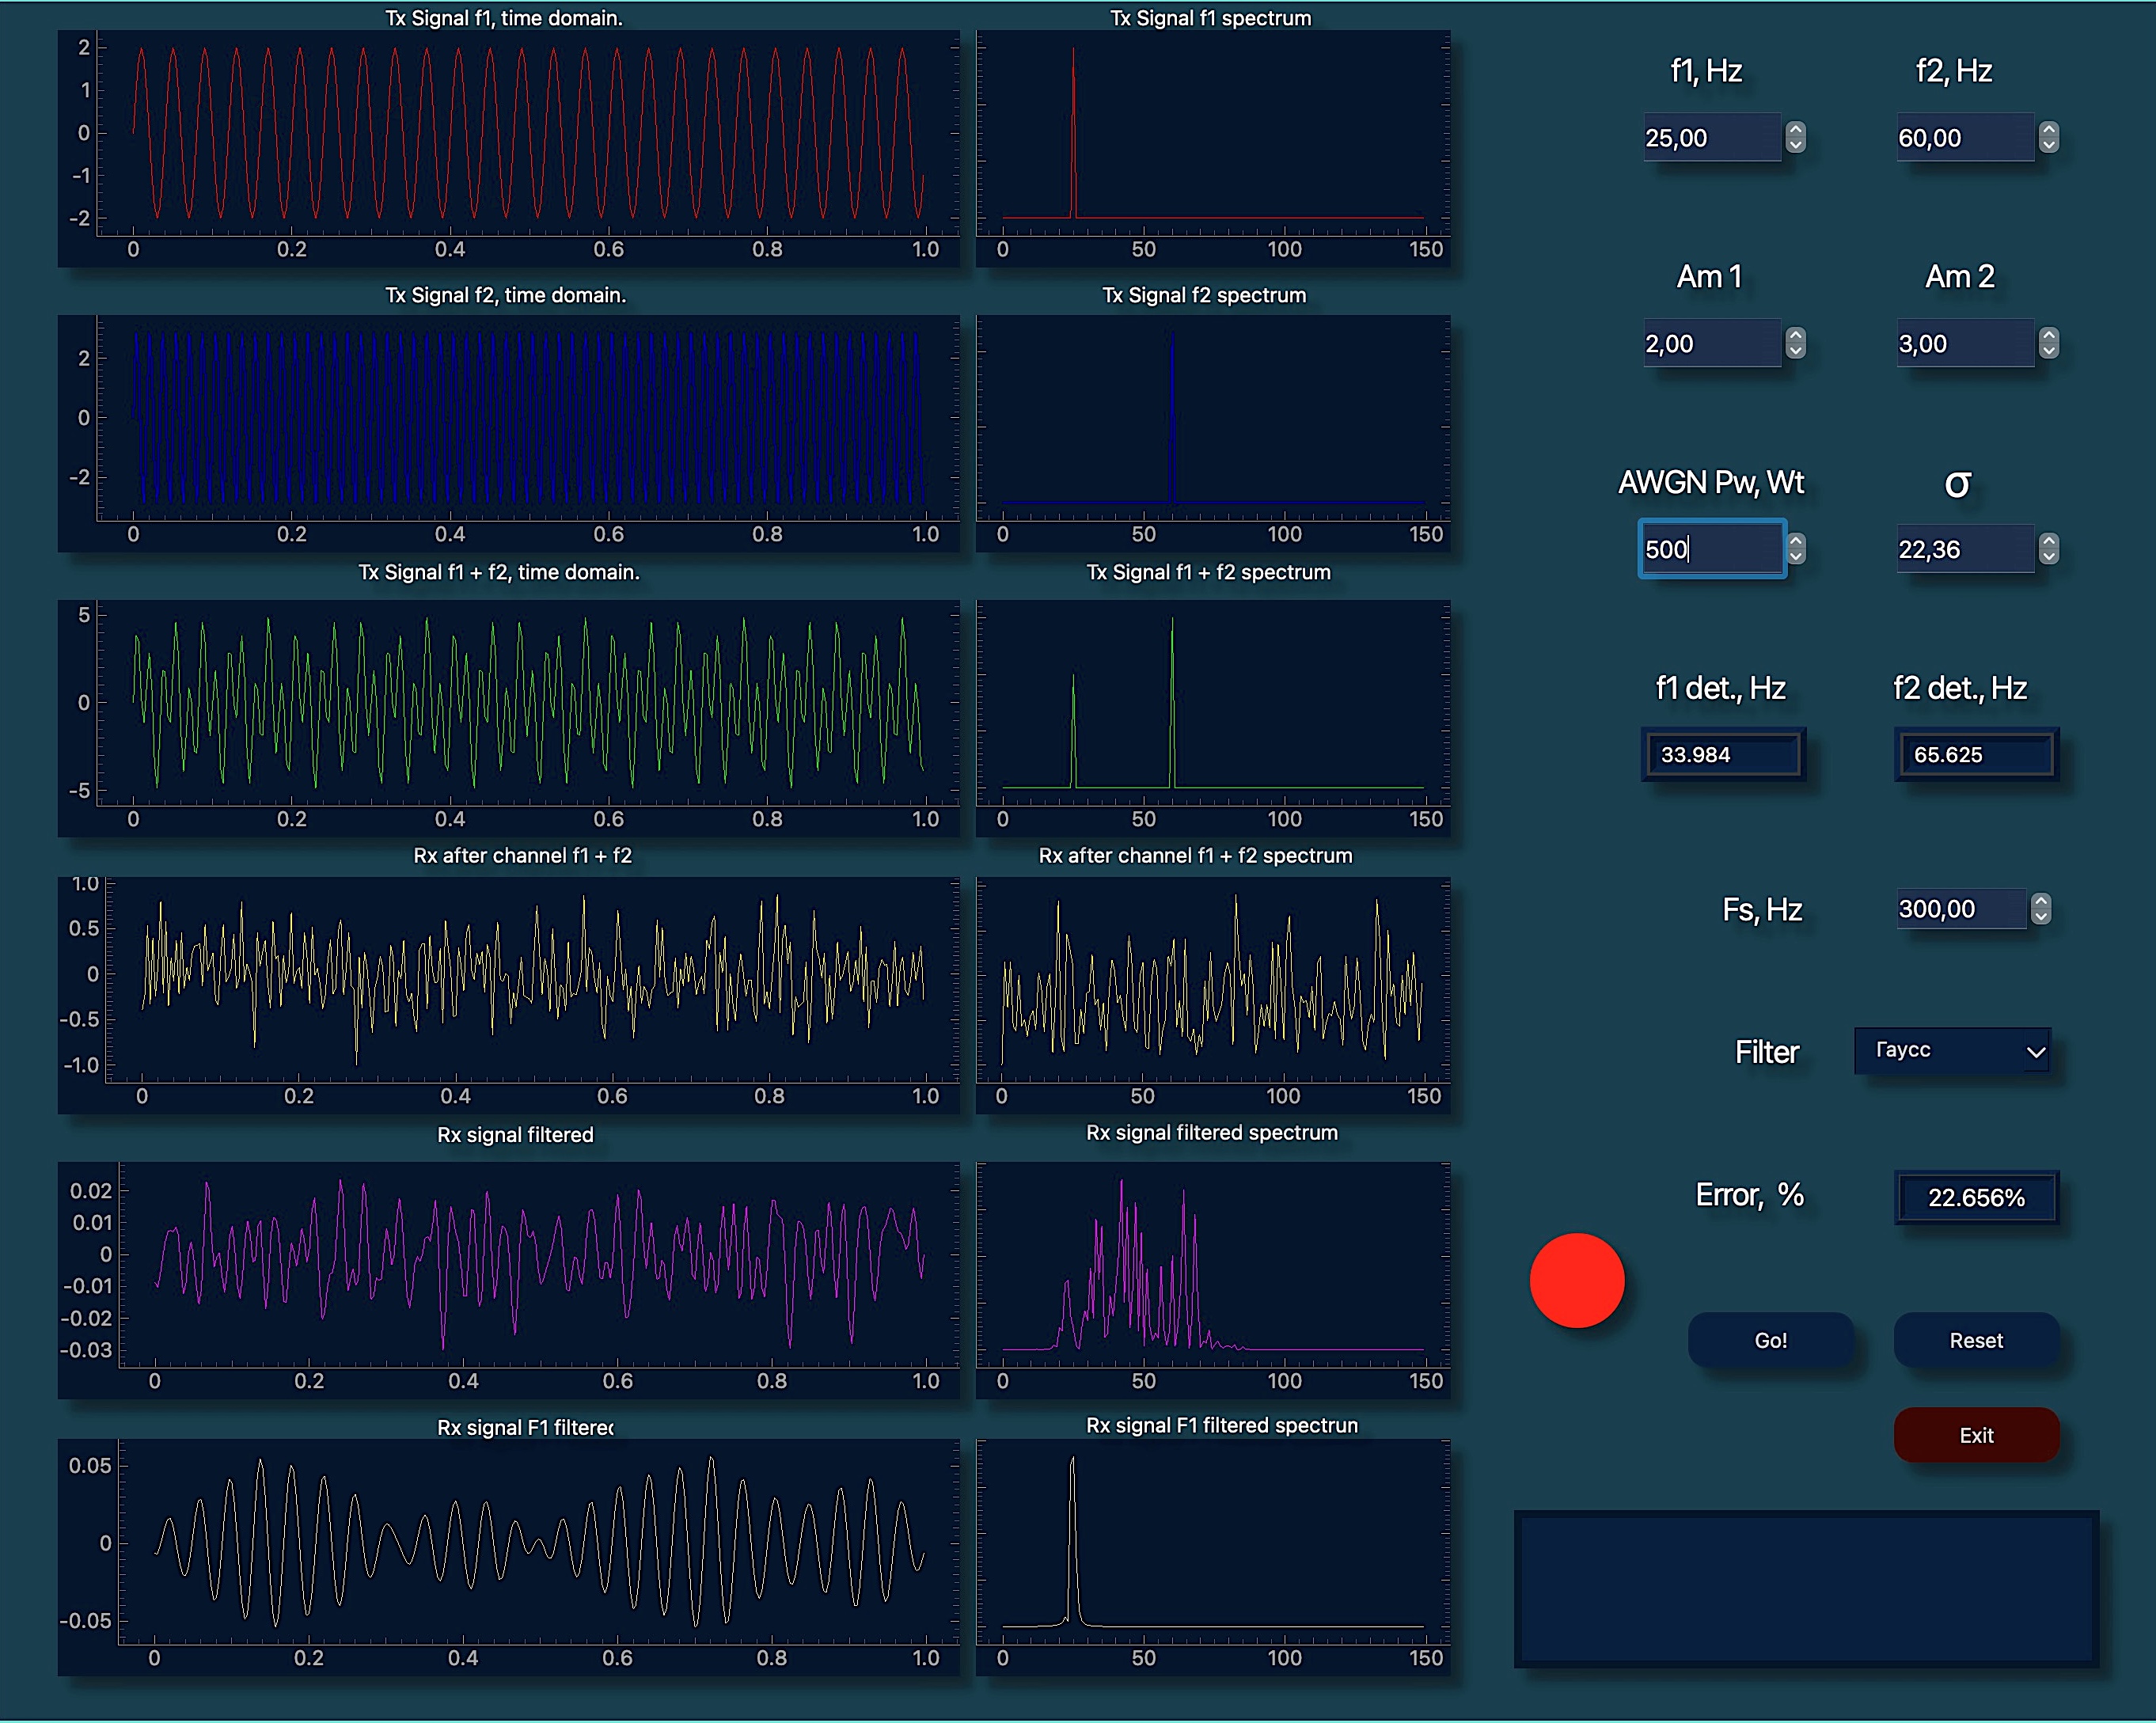 Tx Signal f1, time domain.
2
1
0
-1
-2
0 0.2 0.4 0.6 0.8 1.0
Tx Signal f1 spectrum
0 50 100 150
Tx Signal f2, time domain.
2
0
-2
0 0.2 0.4 0.6 0.8 1.0
Tx Signal f2 spectrum
0 50 100 150
Tx Signal f1 + f2, time domain.
5
0
-5
0 0.2 0.4 0.6 0.8 1.0
Tx Signal f1 + f2 spectrum
0 50 100 150
Rx after channel f1 + f2
1.0
0.5
0
-0.5
-1.0
0 0.2 0.4 0.6 0.8 1.0
Rx after channel f1 + f2 spectrum
0 50 100 150
Rx signal filtered
0.02
0.01
0
-0.01
-0.02
-0.03
0 0.2 0.4 0.6 0.8 1.0
Rx signal filtered spectrum
0 50 100 150
Rx signal F1 filterec
0.05
0
-0.05
0 0.2 0.4 0.6 0.8 1.0
Rx signal F1 filtered spectrun
0 50 100 150
f1, Hz f2, Hz
25,00 60,00
Am 1 Am 2
2,00 3,00
AWGN Pw, Wt σ
500 22,36
f1 det., Hz f2 det., Hz
33.984 65.625
Fs, Hz 300,00
Filter Гаусс
Error, % 22.656%
Go! Reset
Exit